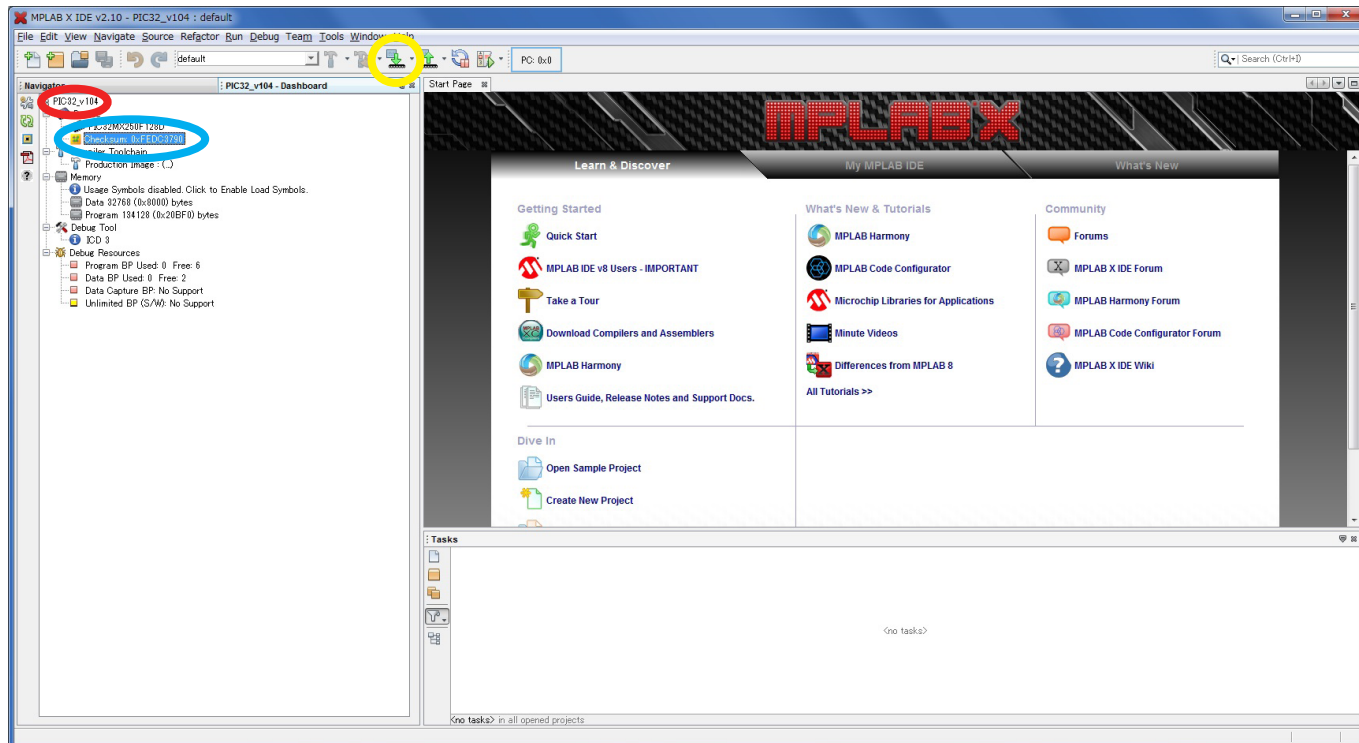 MPLAB X IDE v2.10 - PIC32_v104 : default
File Edit View Navigate Source Refactor Run Debug Team Tools Window Help
default
PC: 0x0
Search (Ctrl+I)
Navigator
PIC32_v104 - Dashboard
Start Page
PIC32_v104
PIC32MX250F128D
Checksum: 0xFEDC3790
Compiler Toolchain
Production Image : (..)
Memory
Usage Symbols disabled. Click to Enable Load Symbols.
Data 32768 (0x8000) bytes
Program 134128 (0x20BF0) bytes
Debug Tool
ICD 3
Debug Resources
Program BP Used: 0 Free: 6
Data BP Used: 0 Free: 2
Data Capture BP: No Support
Unlimited BP (S/W): No Support
MPLAB X
Learn & Discover
My MPLAB IDE
What's New
Getting Started
Quick Start
MPLAB IDE v8 Users - IMPORTANT
Take a Tour
Download Compilers and Assemblers
MPLAB Harmony
Users Guide, Release Notes and Support Docs.
What's New & Tutorials
MPLAB Harmony
MPLAB Code Configurator
Microchip Libraries for Applications
Minute Videos
Differences from MPLAB 8
All Tutorials >>
Community
Forums
MPLAB X IDE Forum
MPLAB Harmony Forum
MPLAB Code Configurator Forum
MPLAB X IDE Wiki
Dive In
Open Sample Project
Create New Project
Tasks
<no tasks>
<no tasks> in all opened projects